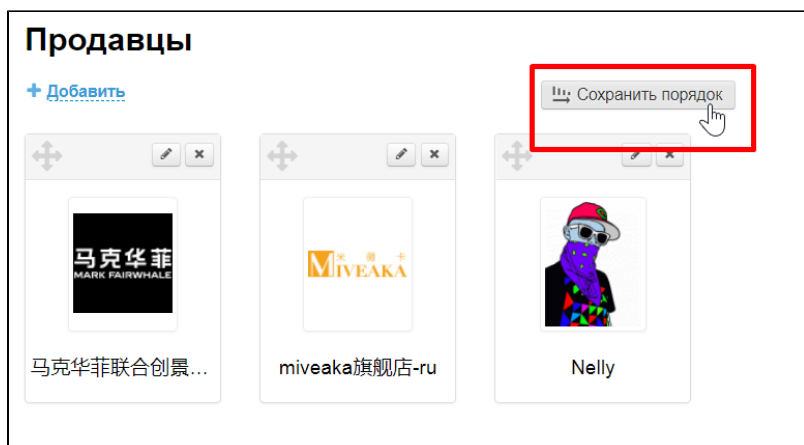 Продавцы
+ Добавить
Сохранить порядок
马克华菲
MARK FAIRWHALE
米薇卡
MIVEAKA
马克华菲联合创景...
miveaka旗舰店-ru
Nelly